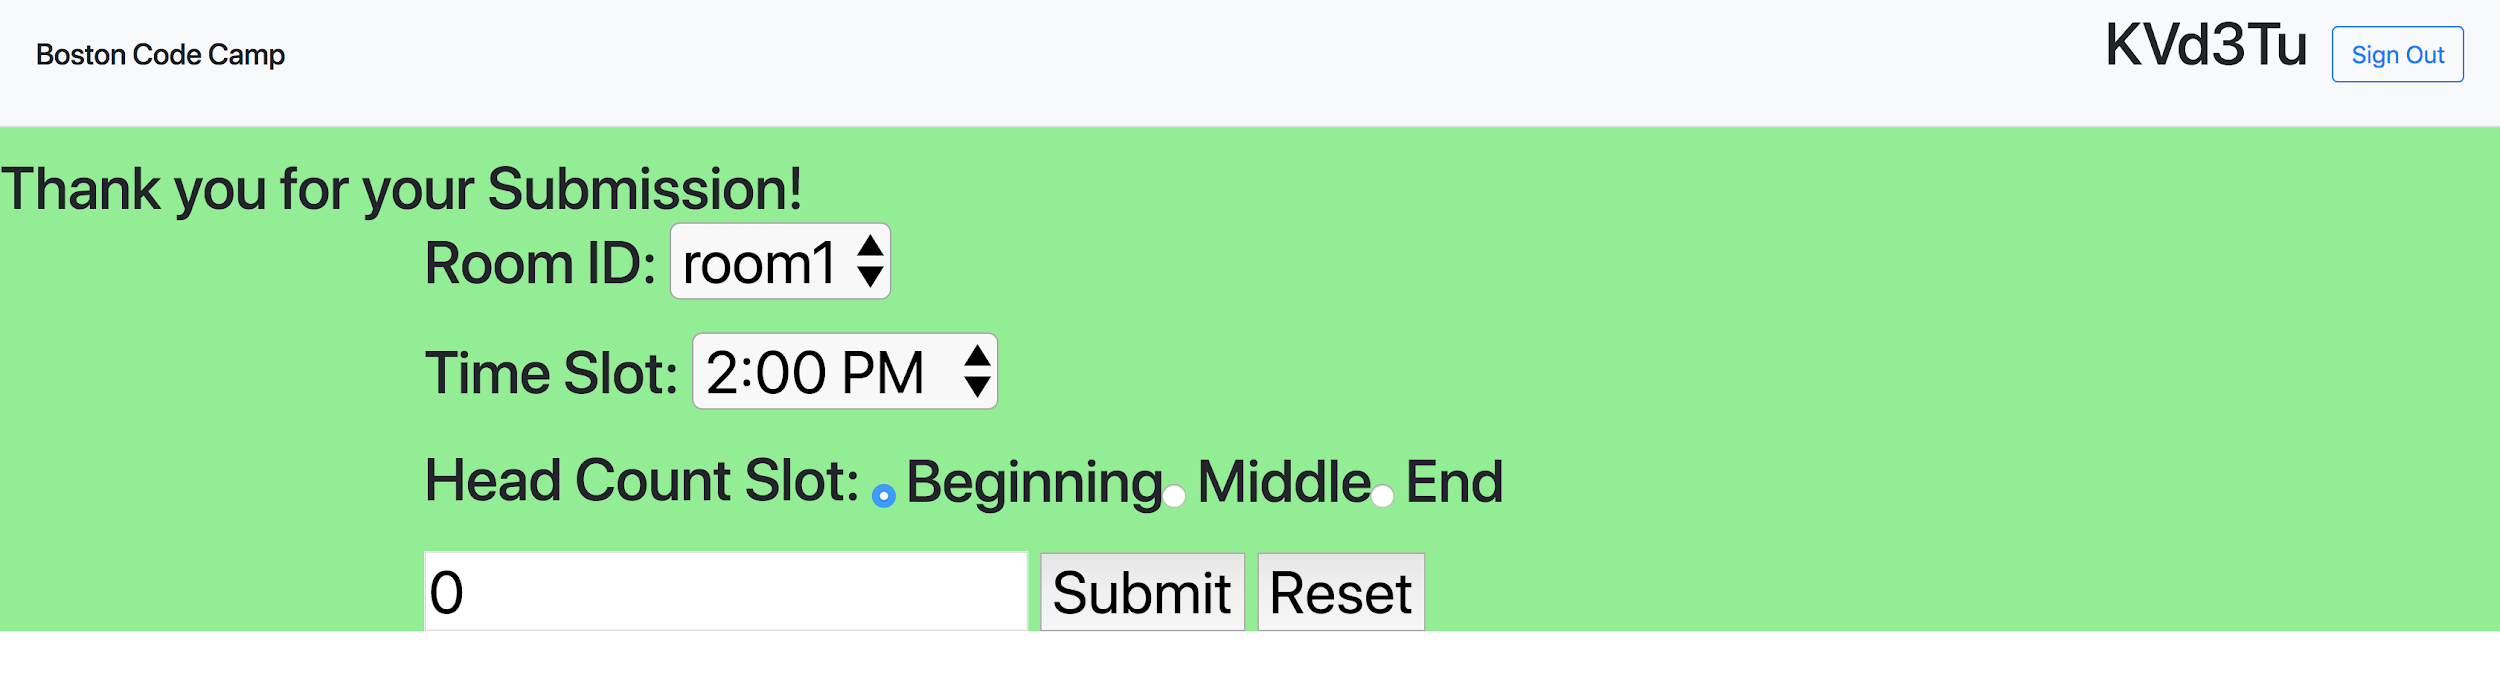 Boston Code Camp KVd3Tu Sign Out
Thank you for your Submission!
Room ID: room1
Time Slot: 2:00 PM
Head Count Slot: Beginning Middle End
0 Submit Reset